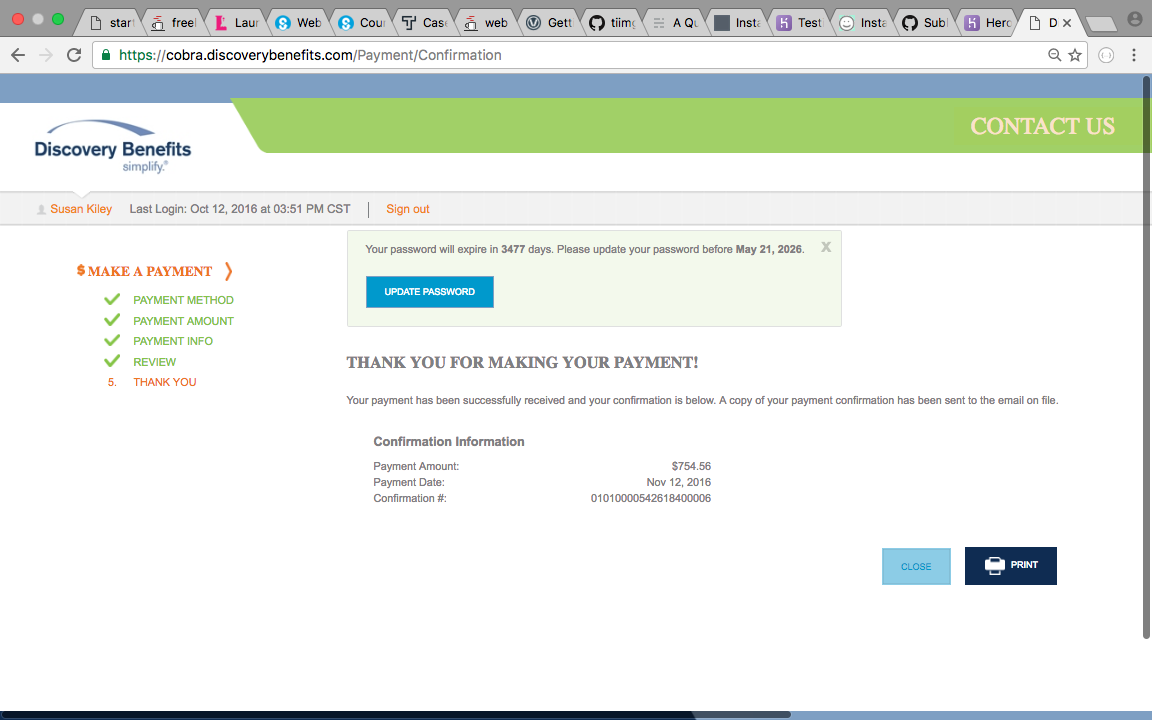 start
freel
Laur
Web
Cour
Case
web
Gett
tiimg
A Qu
Insta
Test
Insta
Subl
Hero
D
https://cobra.discoverybenefits.com/Payment/Confirmation
CONTACT US
Discovery Benefits
simplify.®
Susan Kiley Last Login: Oct 12, 2016 at 03:51 PM CST | Sign out
Your password will expire in 3477 days. Please update your password before May 21, 2026. X
UPDATE PASSWORD
$ MAKE A PAYMENT
PAYMENT METHOD
PAYMENT AMOUNT
PAYMENT INFO
REVIEW
5. THANK YOU
THANK YOU FOR MAKING YOUR PAYMENT!
Your payment has been successfully received and your confirmation is below. A copy of your payment confirmation has been sent to the email on file.
Confirmation Information
Payment Amount: $754.56
Payment Date: Nov 12, 2016
Confirmation #: 01010000542618400006
CLOSE
PRINT